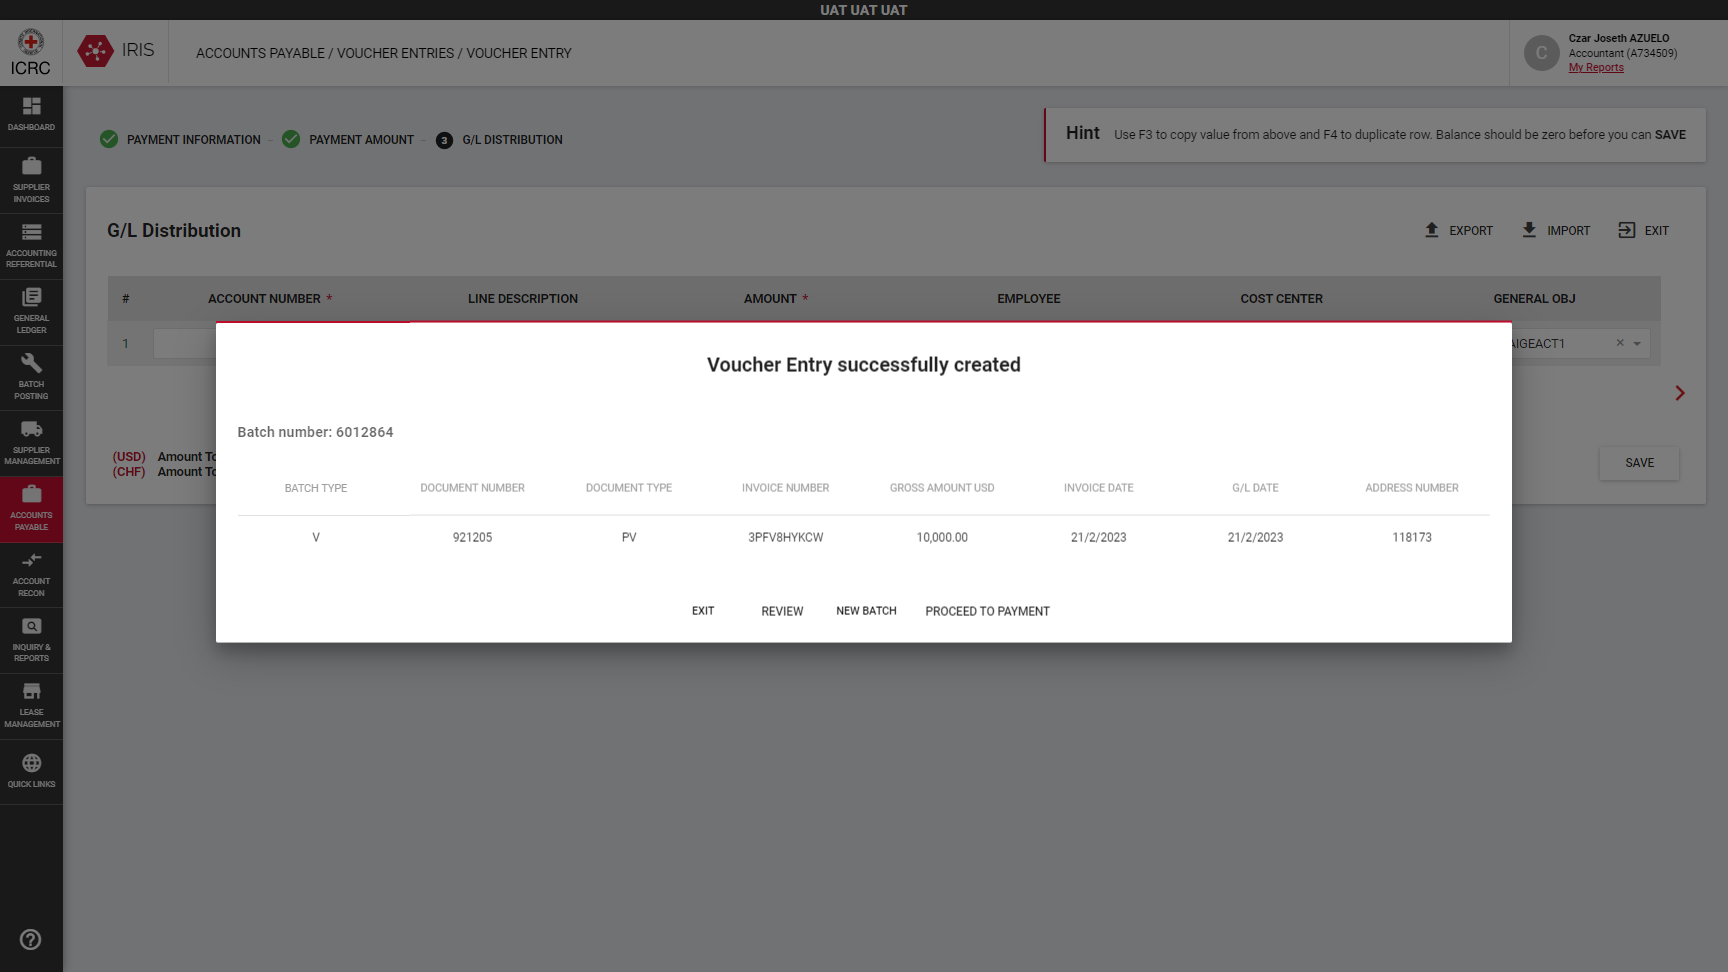 UAT UAT UAT
ICRC
IRIS
ACCOUNTS PAYABLE / VOUCHER ENTRIES / VOUCHER ENTRY
C
Czar Joseth AZUELO
Accountant (A734509)
My Reports
DASHBOARD
SUPPLIER
INVOICES
ACCOUNTING
REFERENTIAL
GENERAL
LEDGER
BATCH
POSTING
SUPPLIER
MANAGEMENT
ACCOUNTS
PAYABLE
ACCOUNT
RECON
INQUIRY &
REPORTS
LEASE
MANAGEMENT
QUICK LINKS
PAYMENT INFORMATION - PAYMENT AMOUNT - 3 G/L DISTRIBUTION
Hint Use F3 to copy value from above and F4 to duplicate row. Balance should be zero before you can SAVE
G/L Distribution
EXPORT IMPORT EXIT
# ACCOUNT NUMBER * LINE DESCRIPTION AMOUNT * EMPLOYEE COST CENTER GENERAL OBJ
1 AIGEACT1 ×
(USD) Amount To
(CHF) Amount To
SAVE
Voucher Entry successfully created
Batch number: 6012864
BATCH TYPE DOCUMENT NUMBER DOCUMENT TYPE INVOICE NUMBER GROSS AMOUNT USD INVOICE DATE G/L DATE ADDRESS NUMBER
V 921205 PV 3PFV8HYKCW 10,000.00 21/2/2023 21/2/2023 118173
EXIT REVIEW NEW BATCH PROCEED TO PAYMENT